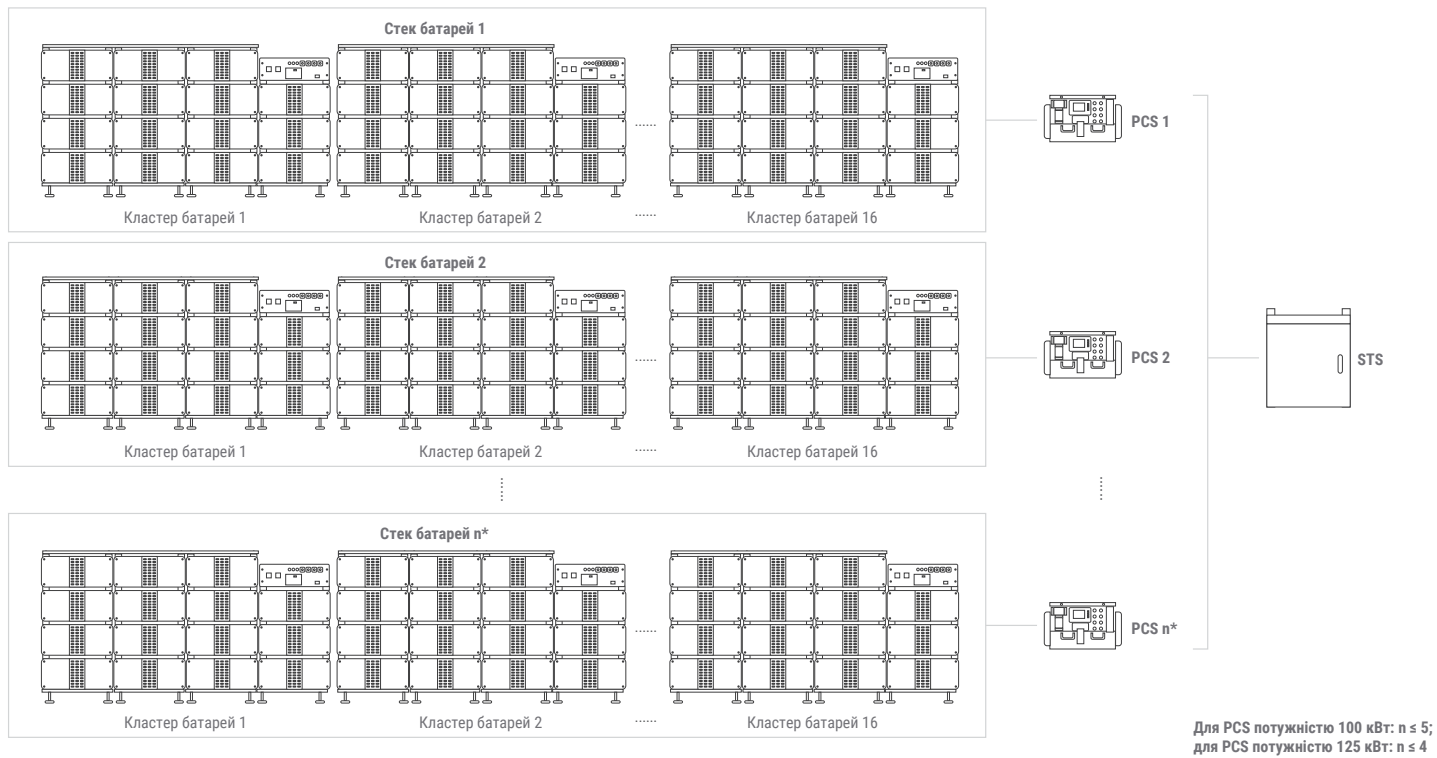 Стек батарей 1
......
PCS 1
Кластер батарей 1
Кластер батарей 2
......
Кластер батарей 16
Стек батарей 2
......
PCS 2
STS
Кластер батарей 1
Кластер батарей 2
......
Кластер батарей 16
Стек батарей n*
......
PCS n*
Кластер батарей 1
Кластер батарей 2
......
Кластер батарей 16
Для PCS потужністю 100 кВт: n ≤ 5;
для PCS потужністю 125 кВт: n ≤ 4